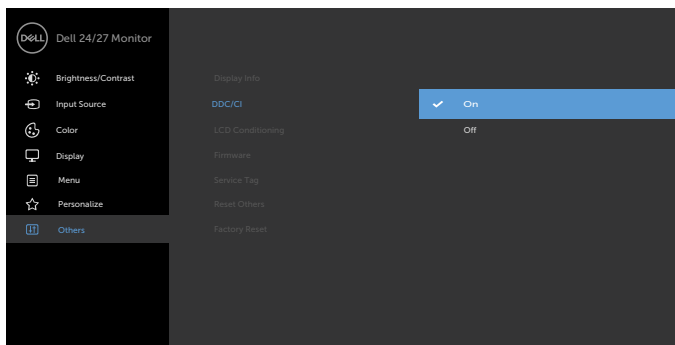 DELL Dell 24/27 Monitor
Brightness/Contrast
Display Info
Input Source
DDC/CI
On
Color
LCD Conditioning
Off
Display
Firmware
Menu
Service Tag
Personalize
Reset Others
Others
Factory Reset